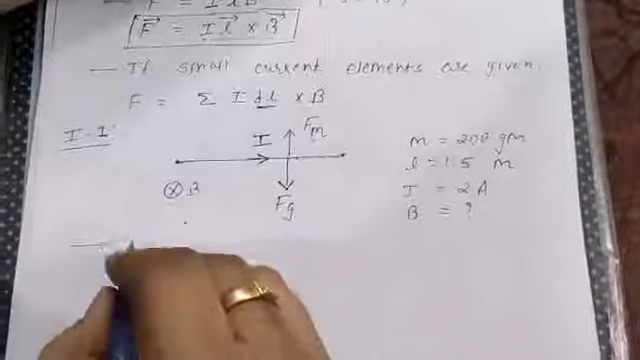 F = I l B
F⃗ = I l⃗ × B⃗
— If small current elements are given.
F = Σ I dl × B
I-1:
I
Fm
m = 200 gm
l = 1.5 m
⊗ B
I = 2 A
Fg
B = ?